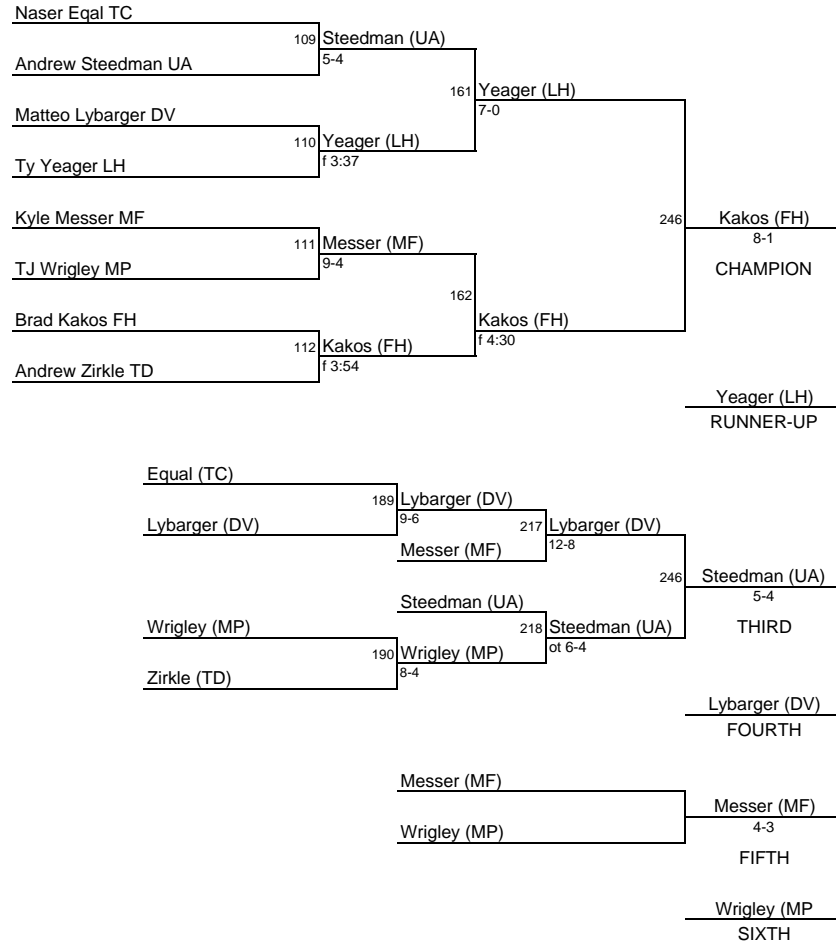 Naser Eqal TC
109 Steedman (UA)
Andrew Steedman UA
5-4
161 Yeager (LH)
7-0
Matteo Lybarger DV
110 Yeager (LH)
Ty Yeager LH
f 3:37
Kyle Messer MF
246 Kakos (FH)
8-1
111 Messer (MF)
TJ Wrigley MP
9-4
CHAMPION
162
Brad Kakos FH
Kakos (FH)
f 4:30
112 Kakos (FH)
Andrew Zirkle TD
f 3:54
Yeager (LH)
RUNNER-UP
Equal (TC)
189 Lybarger (DV)
Lybarger (DV)
9-6
217 Lybarger (DV)
Messer (MF)
12-8
246 Steedman (UA)
5-4
Steedman (UA)
Wrigley (MP)
218 Steedman (UA)
THIRD
190 Wrigley (MP)
ot 6-4
Zirkle (TD)
8-4
Lybarger (DV)
FOURTH
Messer (MF)
Messer (MF)
Wrigley (MP)
4-3
FIFTH
Wrigley (MP
SIXTH